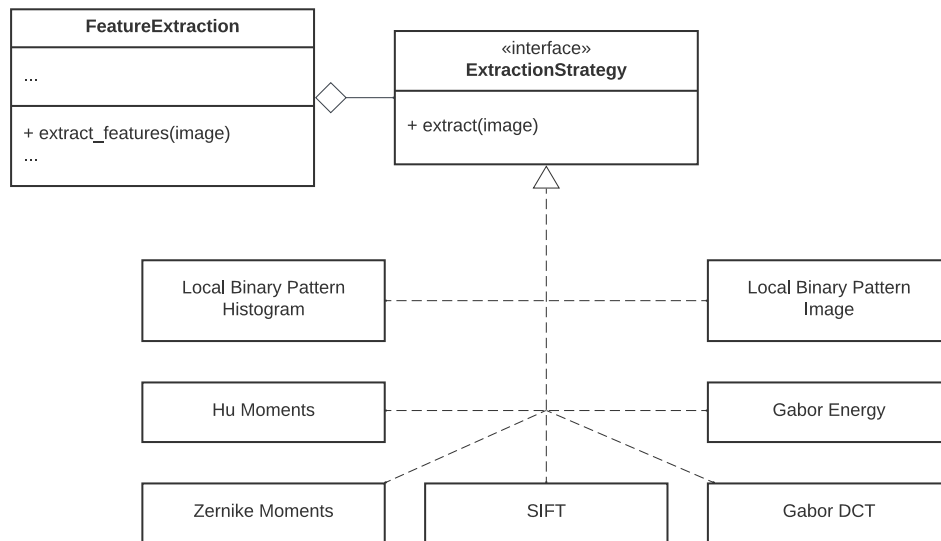 FeatureExtraction
...
+ extract_features(image)
...
«interface»
ExtractionStrategy
+ extract(image)
Local Binary Pattern
Histogram
Local Binary Pattern
Image
Hu Moments
Gabor Energy
Zernike Moments
SIFT
Gabor DCT